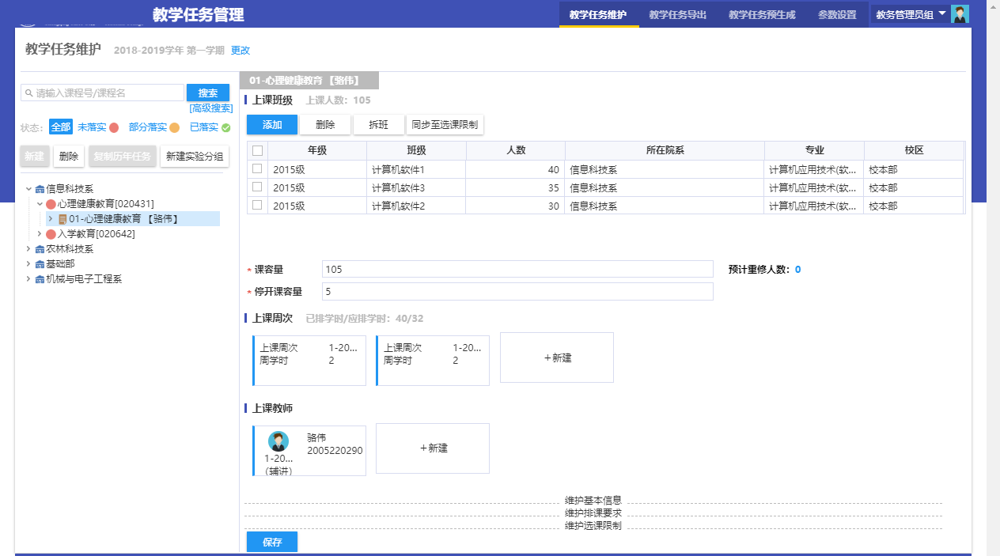 教学任务管理
教学任务维护 教学任务导出 教学任务预生成 参数设置 教务管理员组
教学任务维护 2018-2019学年 第一学期 更改
请输入课程号/课程名 搜索
[高级搜索]
状态： 全部 未落实 部分落实 已落实
新建 删除 复制历年任务 新建实验分组
信息科技系
心理健康教育[020431]
01-心理健康教育 【骆伟】
入学教育[020642]
农林科技系
基础部
机械与电子工程系
01-心理健康教育 【骆伟】
上课班级 上课人数：105
添加 删除 拆班 同步至选课限制
年级 班级 人数 所在院系 专业 校区
2015级 计算机软件1 40 信息科技系 计算机应用技术(软... 校本部
2015级 计算机软件3 35 信息科技系 计算机应用技术(软... 校本部
2015级 计算机软件2 30 信息科技系 计算机应用技术(软... 校本部
* 课容量 105 预计重修人数：0
* 停开课容量 5
上课周次 已排学时/应排学时：40/32
上课周次 1-20... 上课周次 1-20...
周学时 2 周学时 2
+新建
上课教师
骆伟
2005220290
1-20...
(辅讲)
+新建
维护基本信息
维护排课要求
维护选课限制
保存